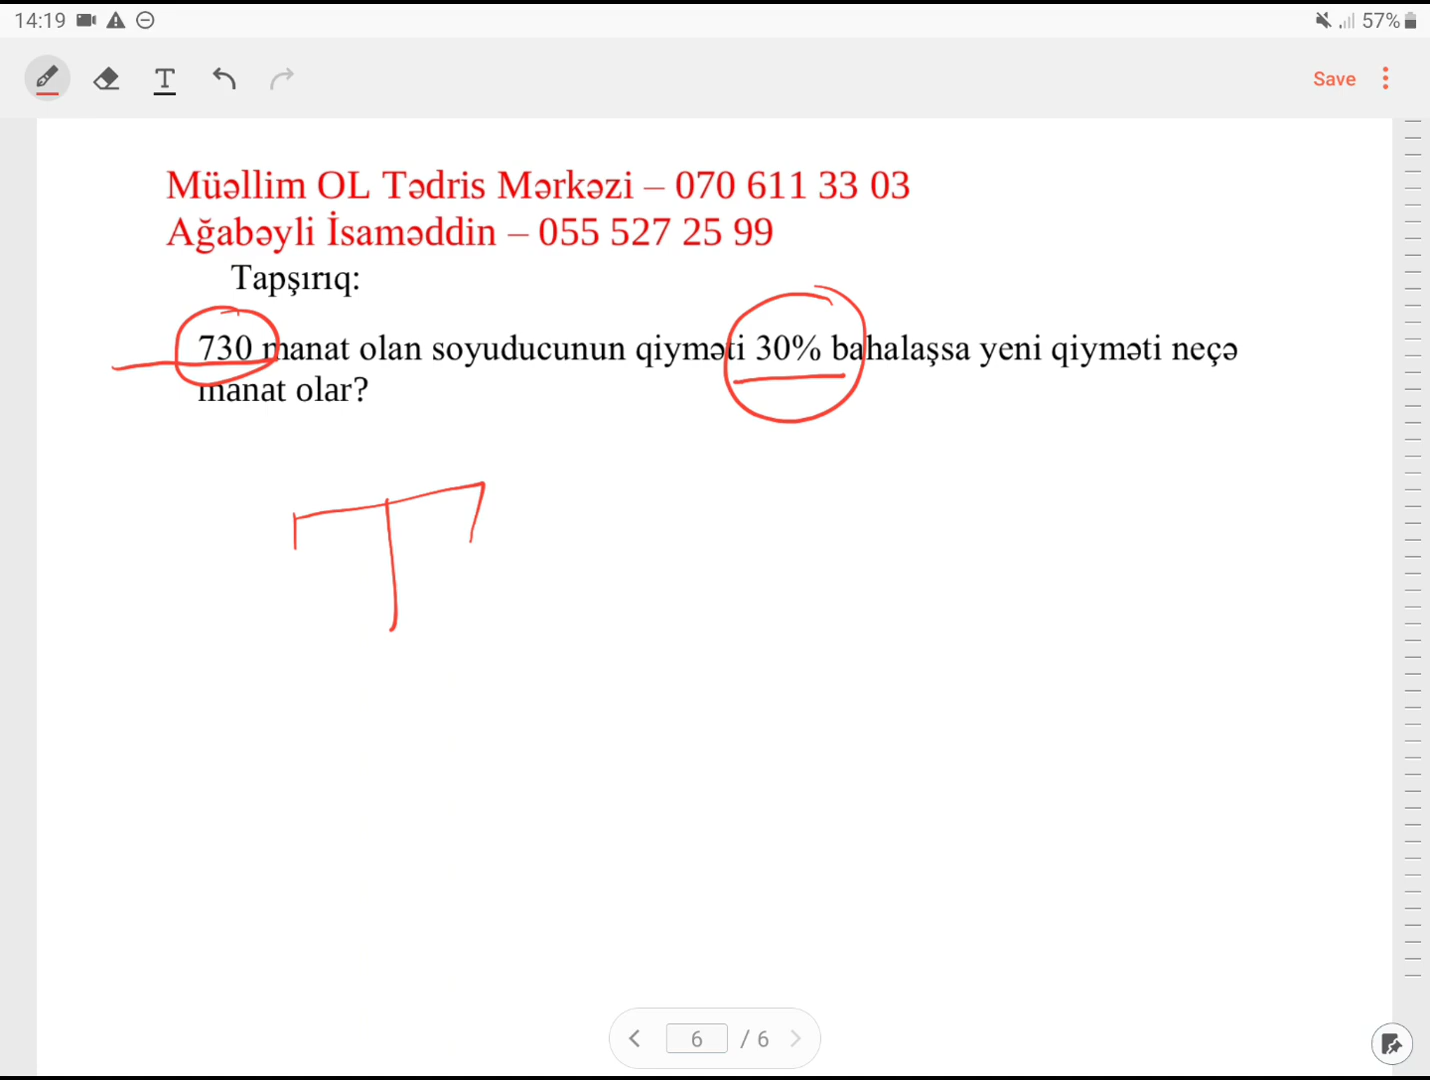 14:19
57%
T
Save
Müəllim OL Tədris Mərkəzi – 070 611 33 03
Ağabəyli İsaməddin – 055 527 25 99
Tapşırıq:
730 manat olan soyuducunun qiyməti 30% bahalaşsa yeni qiyməti neçə
manat olar?
T
6 / 6